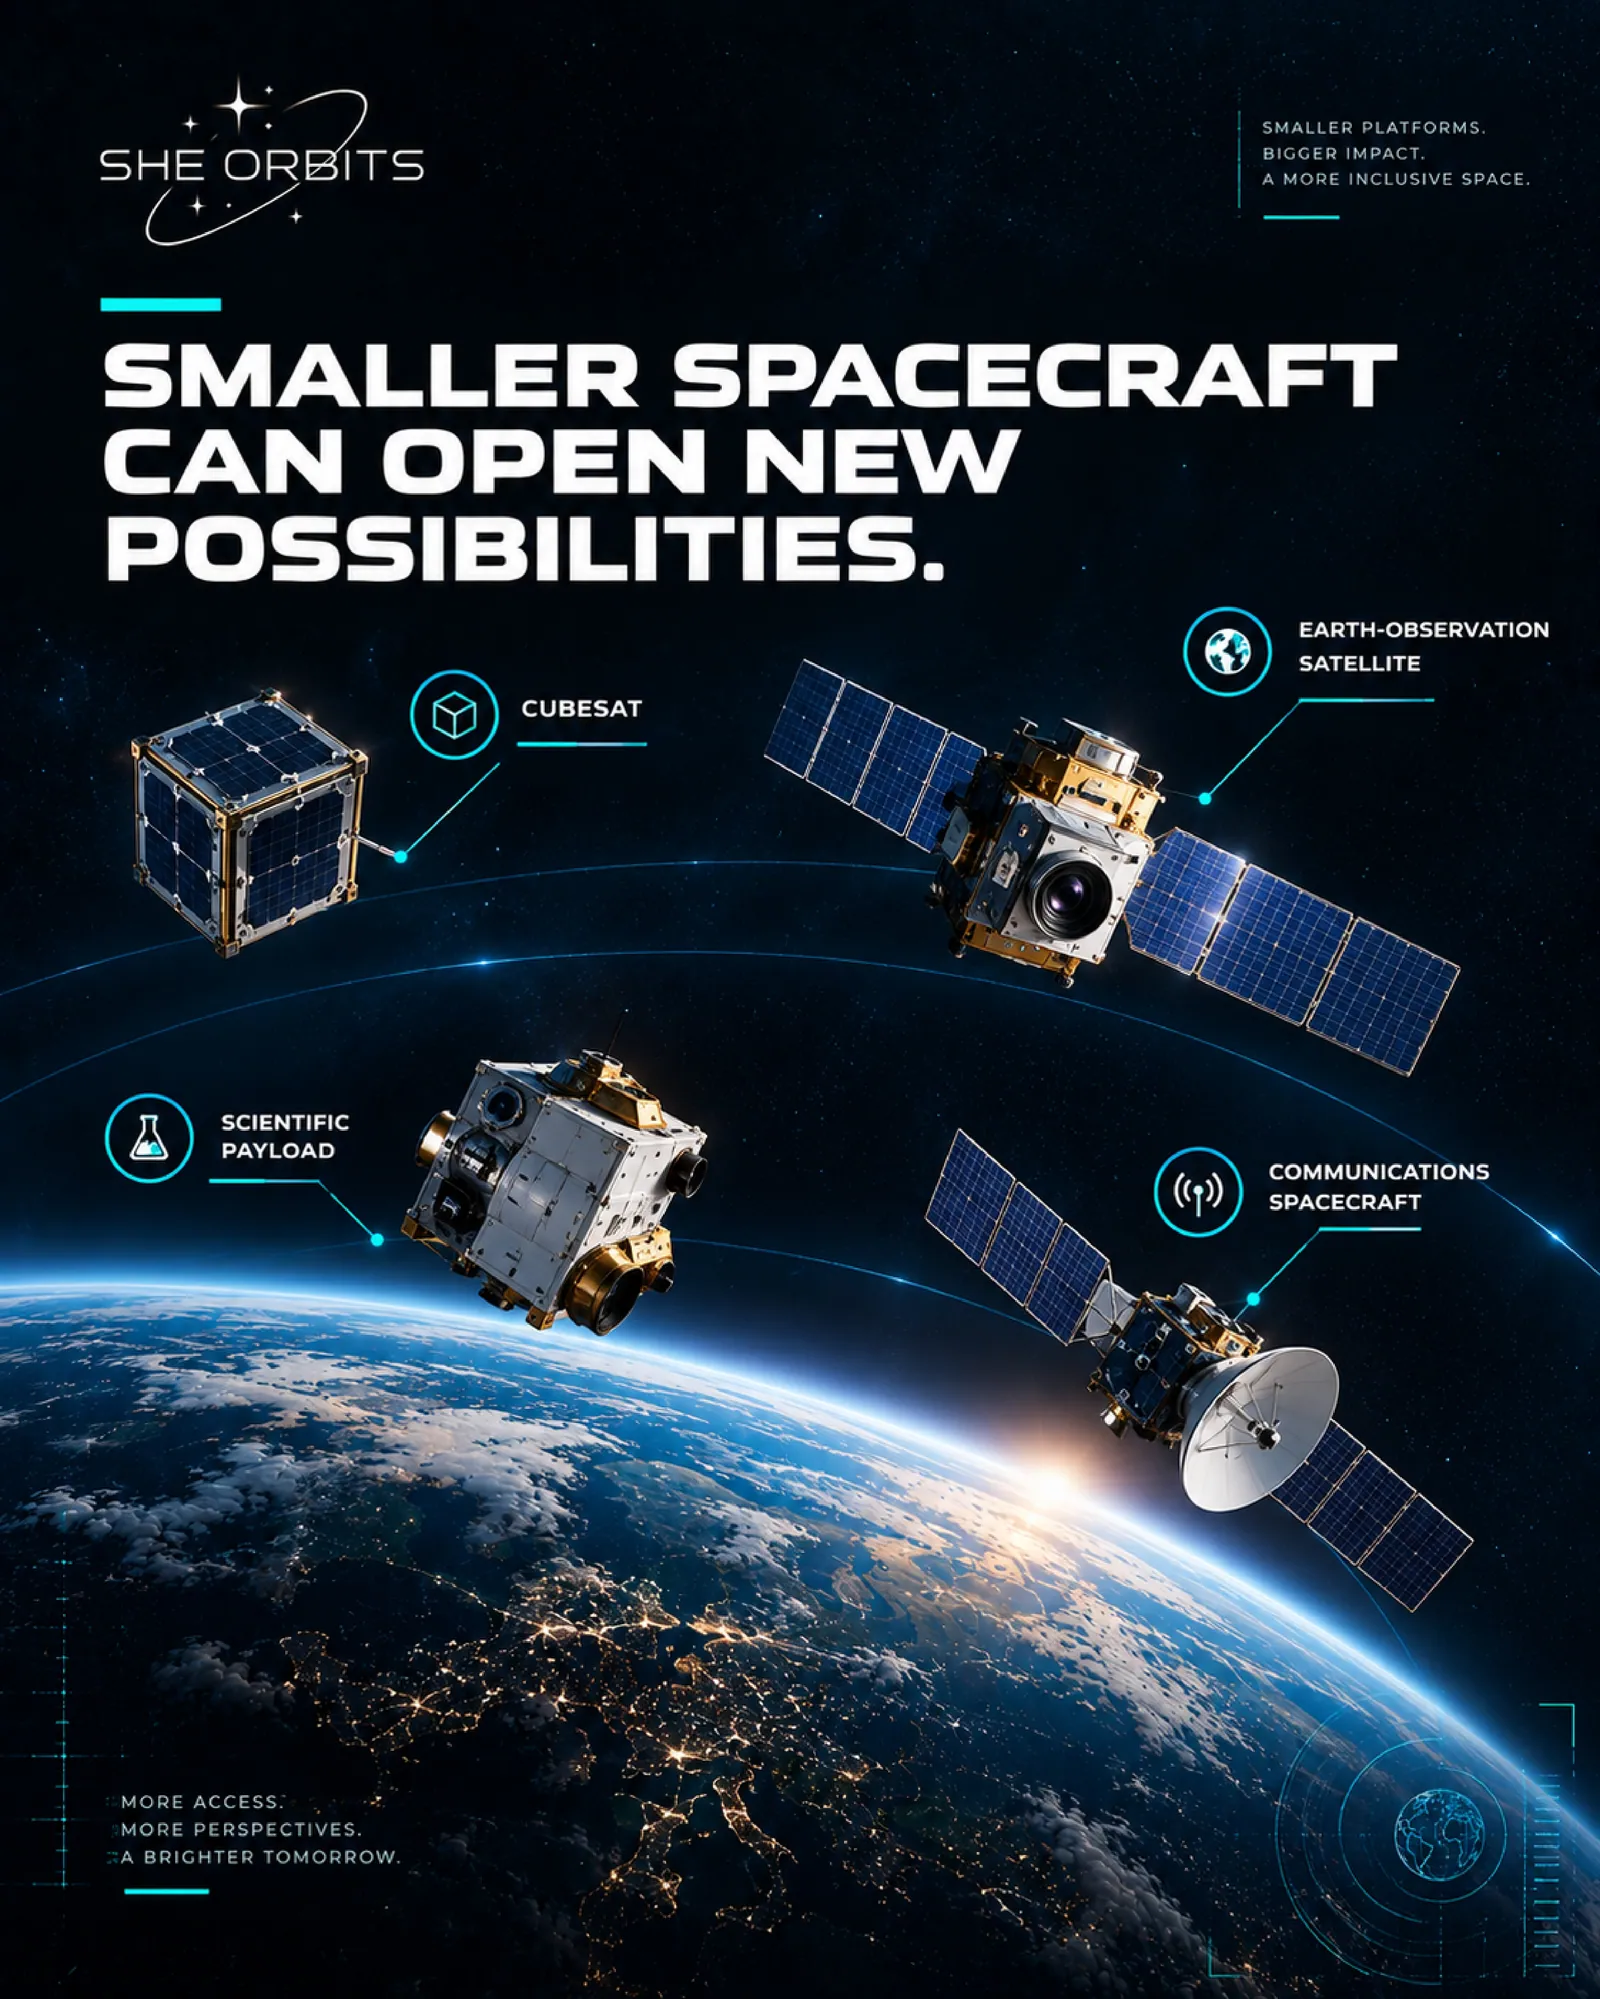 SHE ORBITS
SMALLER PLATFORMS.
BIGGER IMPACT.
A MORE INCLUSIVE SPACE.
SMALLER SPACECRAFT
CAN OPEN NEW
POSSIBILITIES.
EARTH-OBSERVATION
SATELLITE
CUBESAT
SCIENTIFIC
PAYLOAD
COMMUNICATIONS
SPACECRAFT
MORE ACCESS.
MORE PERSPECTIVES.
A BRIGHTER TOMORROW.